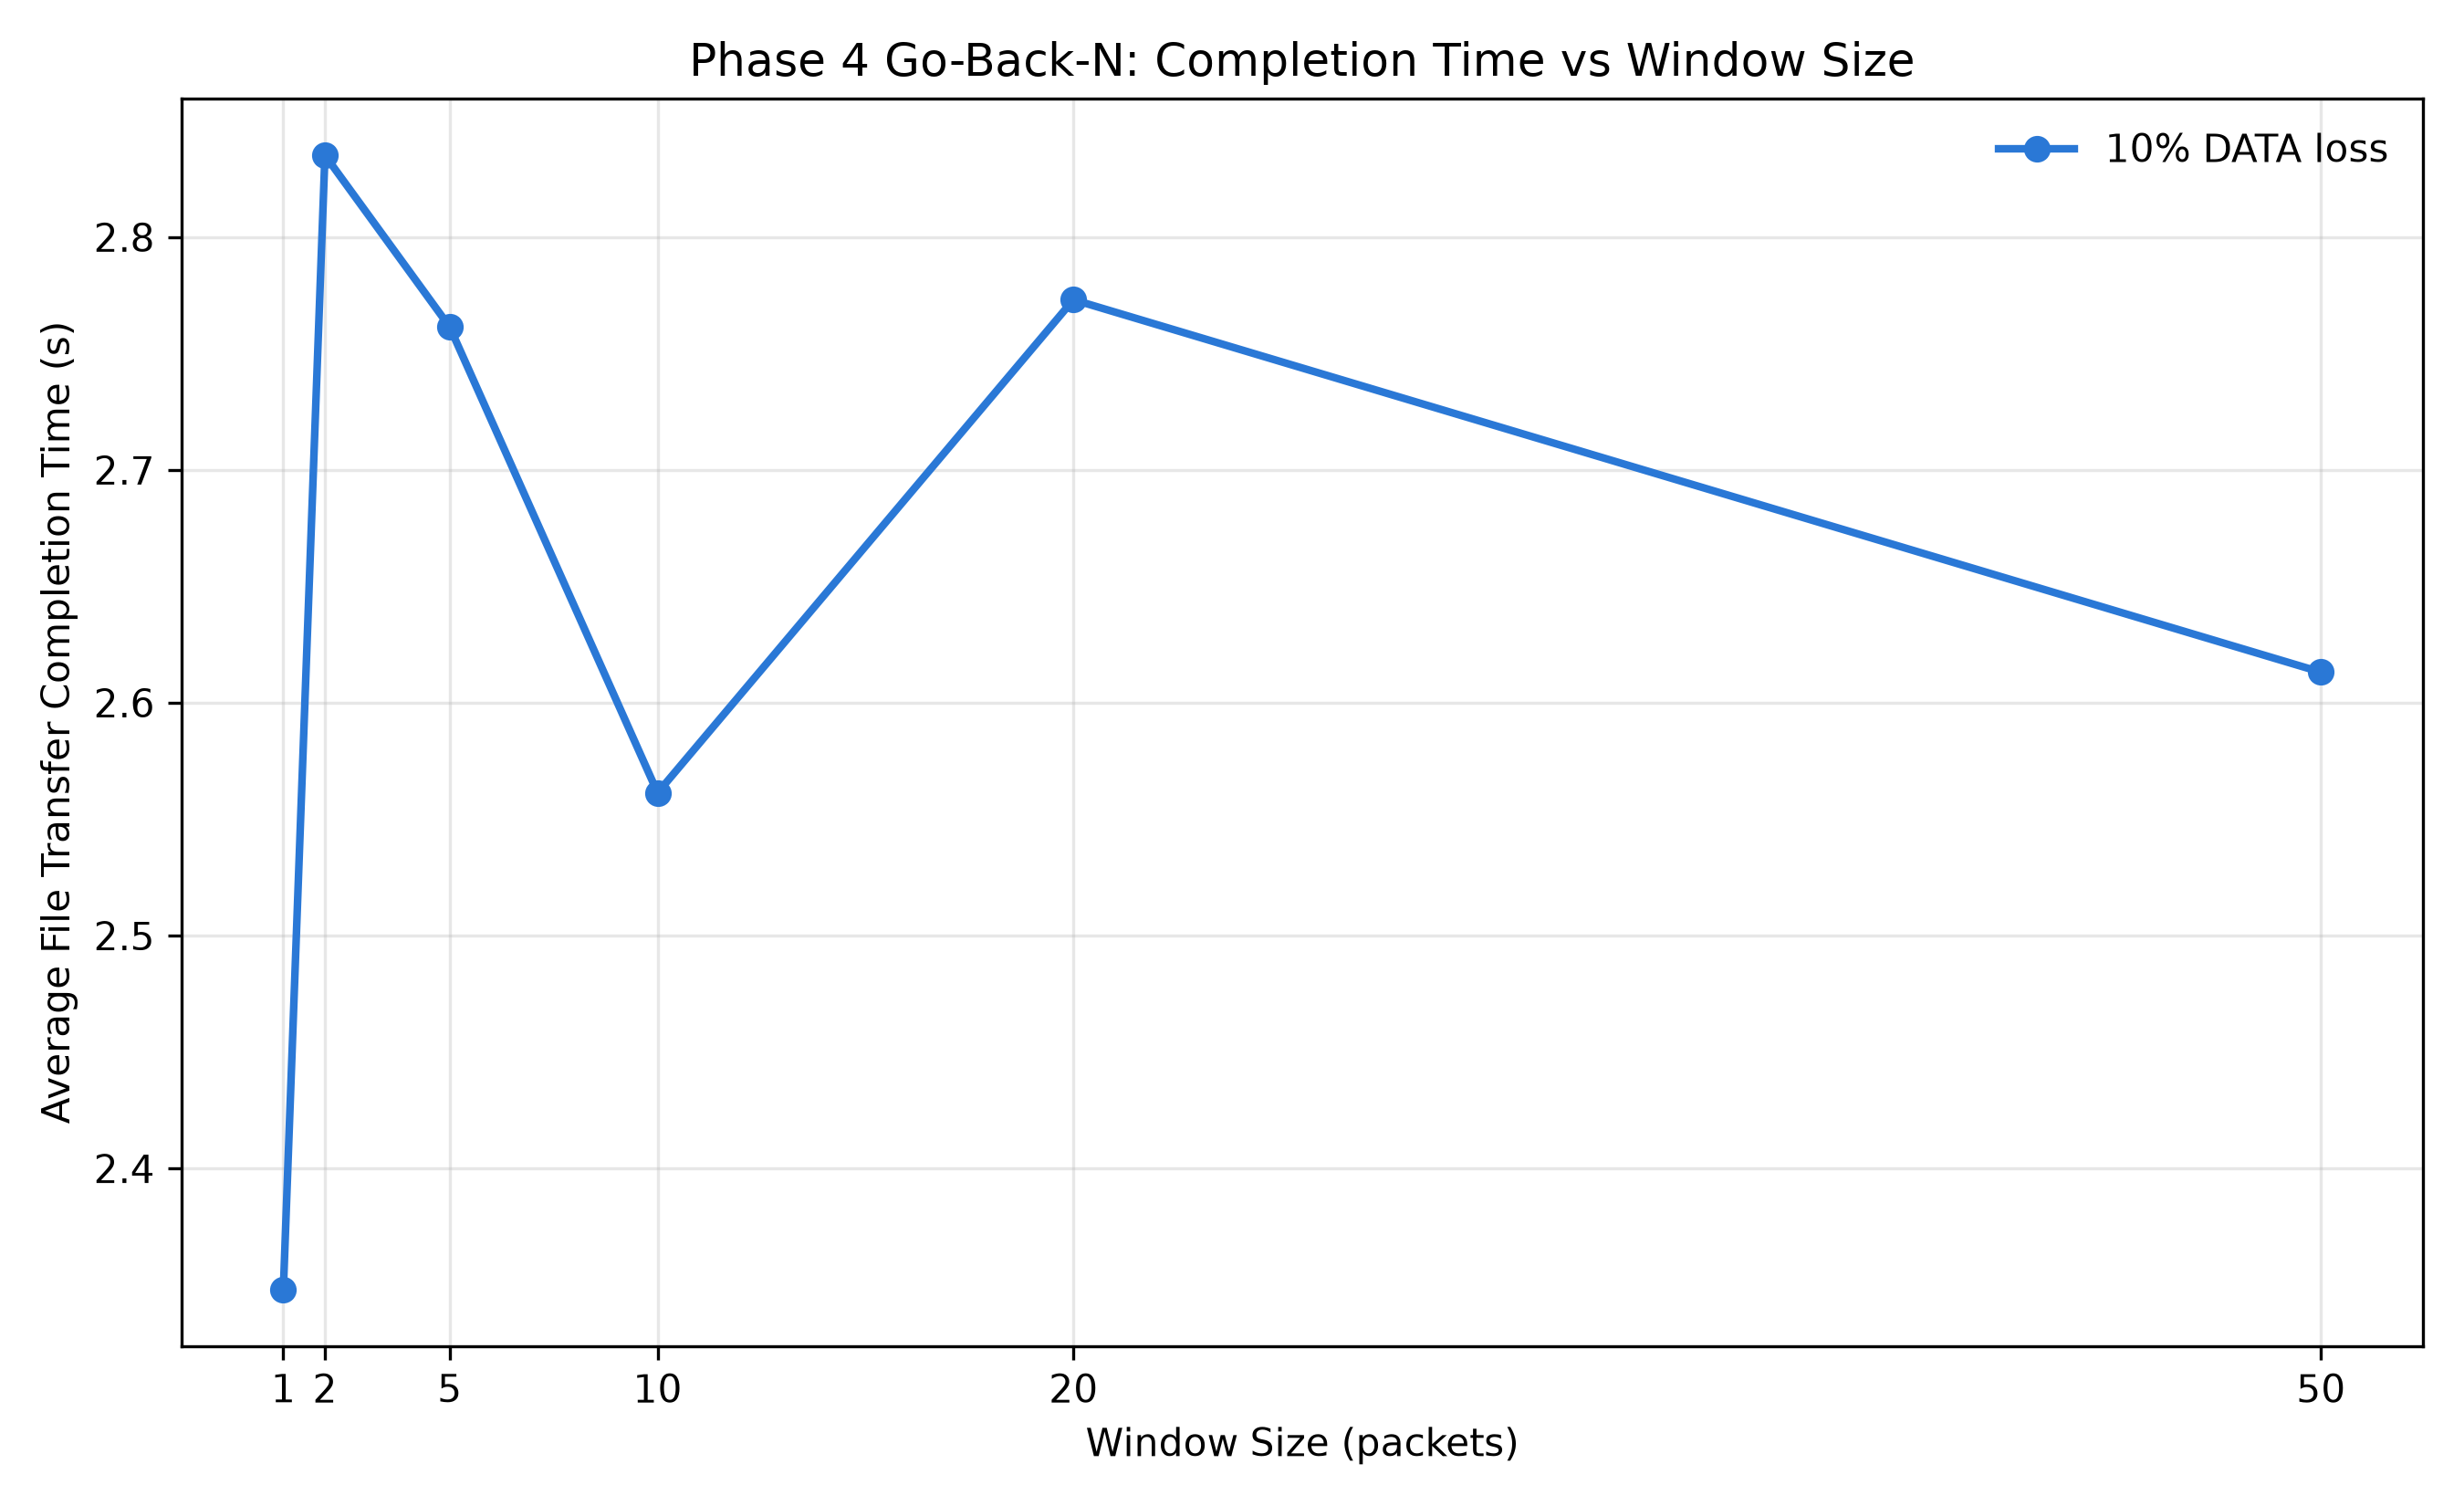 Phase 4 Go-Back-N: Completion Time vs Window Size
10% DATA loss
Average File Transfer Completion Time (s)
2.8
2.7
2.6
2.5
2.4
1 2 5 10 20 50
Window Size (packets)